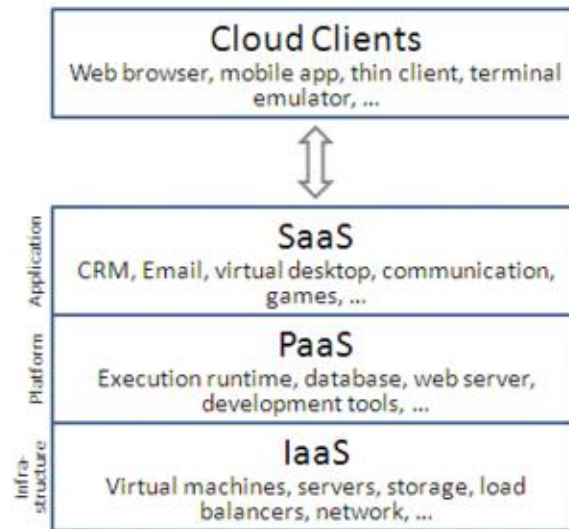 Cloud Clients
Web browser, mobile app, thin client, terminal
emulator, ...
Application
SaaS
CRM, Email, virtual desktop, communication,
games, ...
Platform
PaaS
Execution runtime, database, web server,
development tools, ...
Infra-
structure
IaaS
Virtual machines, servers, storage, load
balancers, network, ...